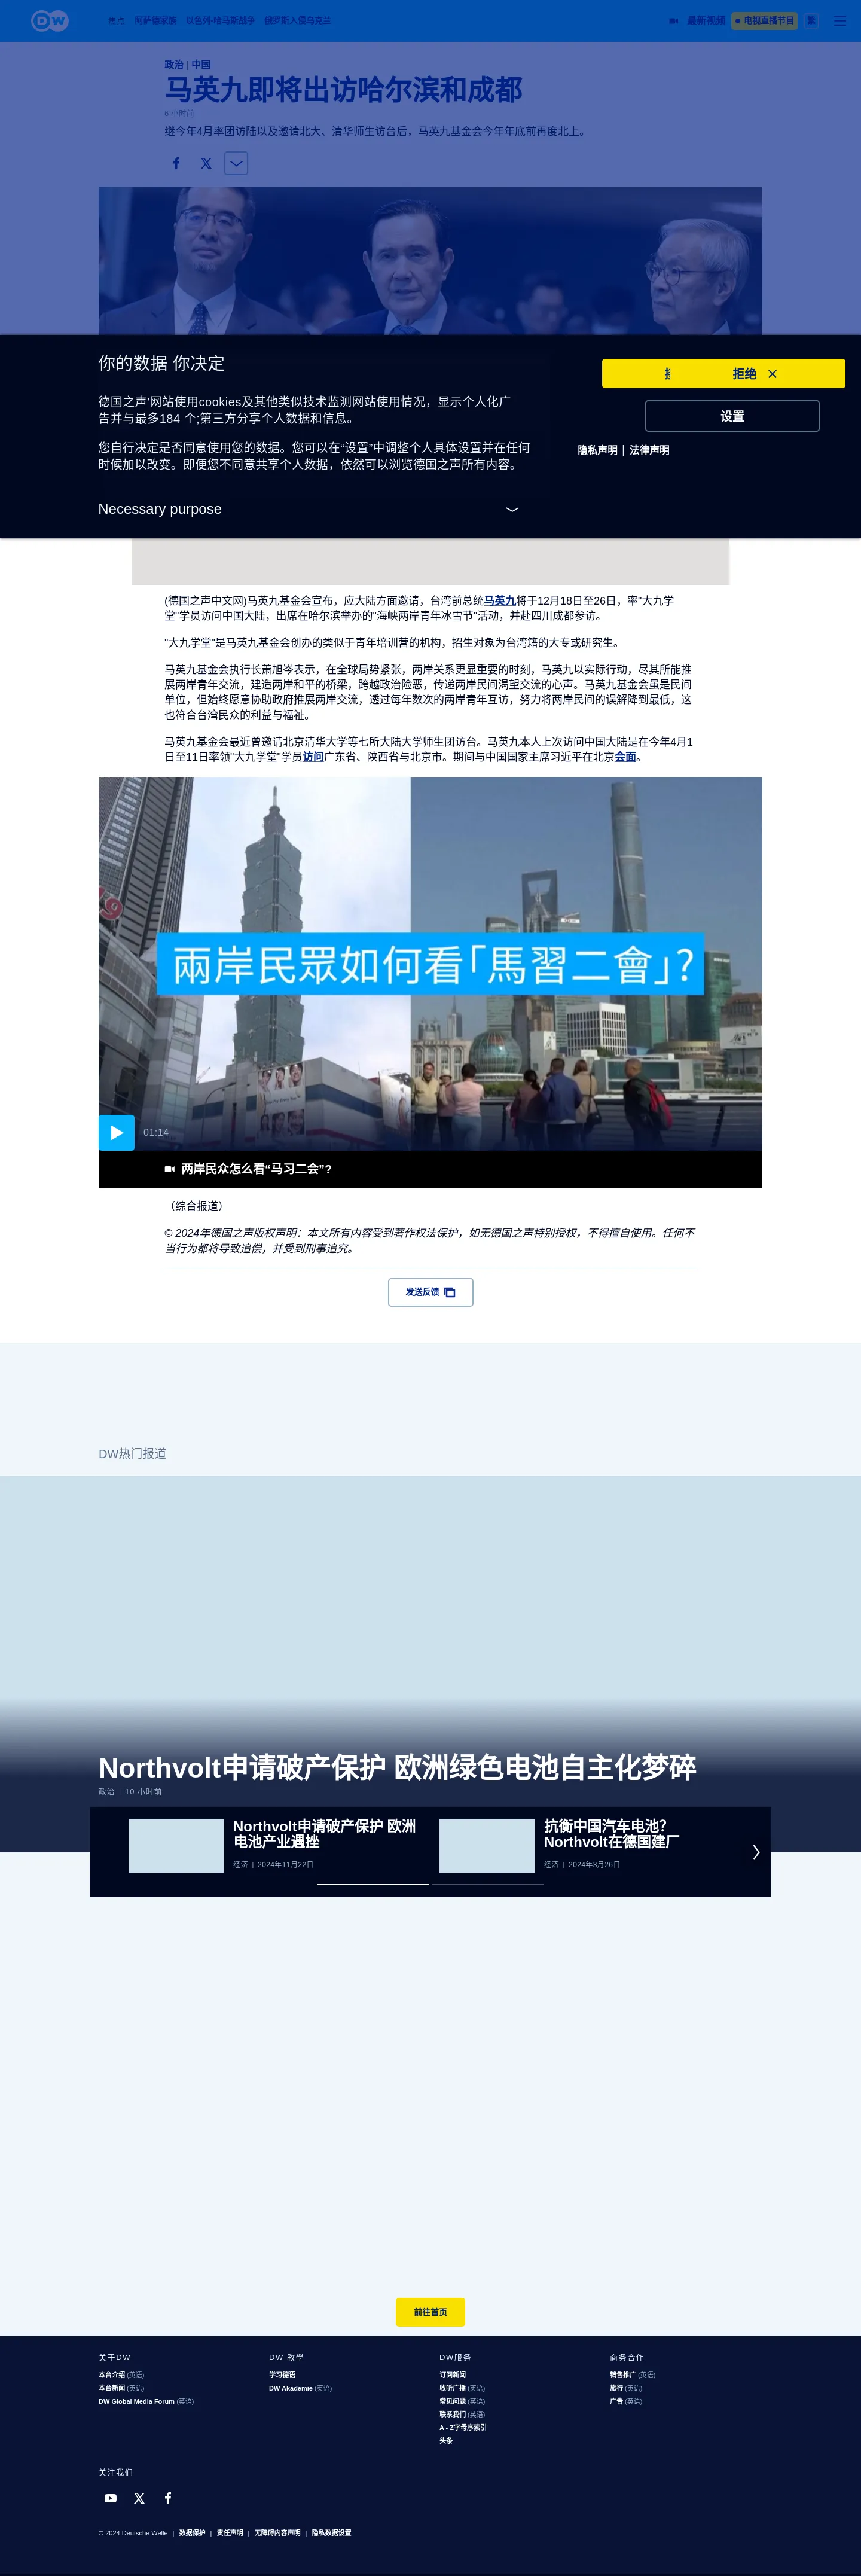 DW
焦点 阿萨德家族 以色列-哈马斯战争 俄罗斯入侵乌克兰
最新视频 电视直播节目 繁
政治 | 中国
马英九即将出访哈尔滨和成都
6 小时前
继今年4月率团访陆以及邀请北大、清华师生访台后，马英九基金会今年年底前再度北上。
你的数据 你决定
拒绝
德国之声'网站使用cookies及其他类似技术监测网站使用情况，显示个人化广
告并与最多184 个;第三方分享个人数据和信息。
设置
您自行决定是否同意使用您的数据。您可以在“设置”中调整个人具体设置并在任何
时候加以改变。即便您不同意共享个人数据，依然可以浏览德国之声所有内容。
隐私声明 | 法律声明
Necessary purpose
(德国之声中文网)马英九基金会宣布，应大陆方面邀请，台湾前总统马英九将于12月18日至26日，率"大九学
堂"学员访问中国大陆，出席在哈尔滨举办的"海峡两岸青年冰雪节"活动，并赴四川成都参访。
"大九学堂"是马英九基金会创办的类似于青年培训营的机构，招生对象为台湾籍的大专或研究生。
马英九基金会执行长萧旭岑表示，在全球局势紧张，两岸关系更显重要的时刻，马英九以实际行动，尽其所能推
展两岸青年交流，建造两岸和平的桥梁，跨越政治险恶，传递两岸民间渴望交流的心声。马英九基金会虽是民间
单位，但始终愿意协助政府推展两岸交流，透过每年数次的两岸青年互访，努力将两岸民间的误解降到最低，这
也符合台湾民众的利益与福祉。
马英九基金会最近曾邀请北京清华大学等七所大陆大学师生团访台。马英九本人上次访问中国大陆是在今年4月1
日至11日率领"大九学堂"学员访问广东省、陕西省与北京市。期间与中国国家主席习近平在北京会面。
兩岸民眾如何看「馬習二會」?
01:14
两岸民众怎么看“马习二会”?
（综合报道）
© 2024年德国之声版权声明：本文所有内容受到著作权法保护，如无德国之声特别授权，不得擅自使用。任何不
当行为都将导致追偿，并受到刑事追究。
发送反馈
DW热门报道
Northvolt申请破产保护 欧洲绿色电池自主化梦碎
政治 | 10 小时前
Northvolt申请破产保护 欧洲
电池产业遇挫
经济 | 2024年11月22日
抗衡中国汽车电池?
Northvolt在德国建厂
经济 | 2024年3月26日
前往首页
关于DW
本台介绍 (英语)
本台新闻 (英语)
DW Global Media Forum (英语)
DW 教學
学习德语
DW Akademie (英语)
DW服务
订阅新闻
收听广播 (英语)
常见问题 (英语)
联系我们 (英语)
A - Z字母序索引
头条
商务合作
销售推广 (英语)
旅行 (英语)
广告 (英语)
关注我们
© 2024 Deutsche Welle | 数据保护 | 责任声明 | 无障碍内容声明 | 隐私数据设置